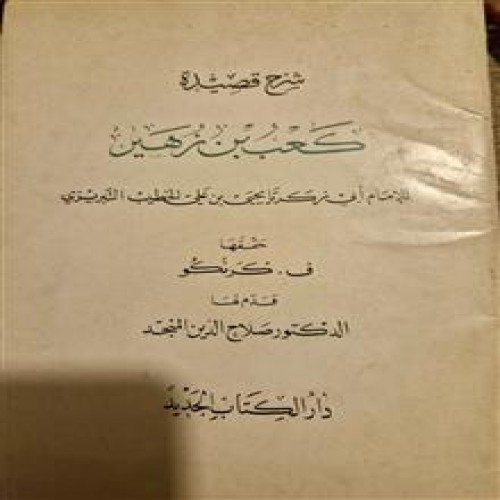 شرح قصيدة
كعب بن زهير
للإمام أبي زكريا يحيى بن علي الخطيب التبريزي
حققها
ف. كرنكو
قدم لها
الدكتور صلاح الدين المنجد
دار الكتاب الجديد